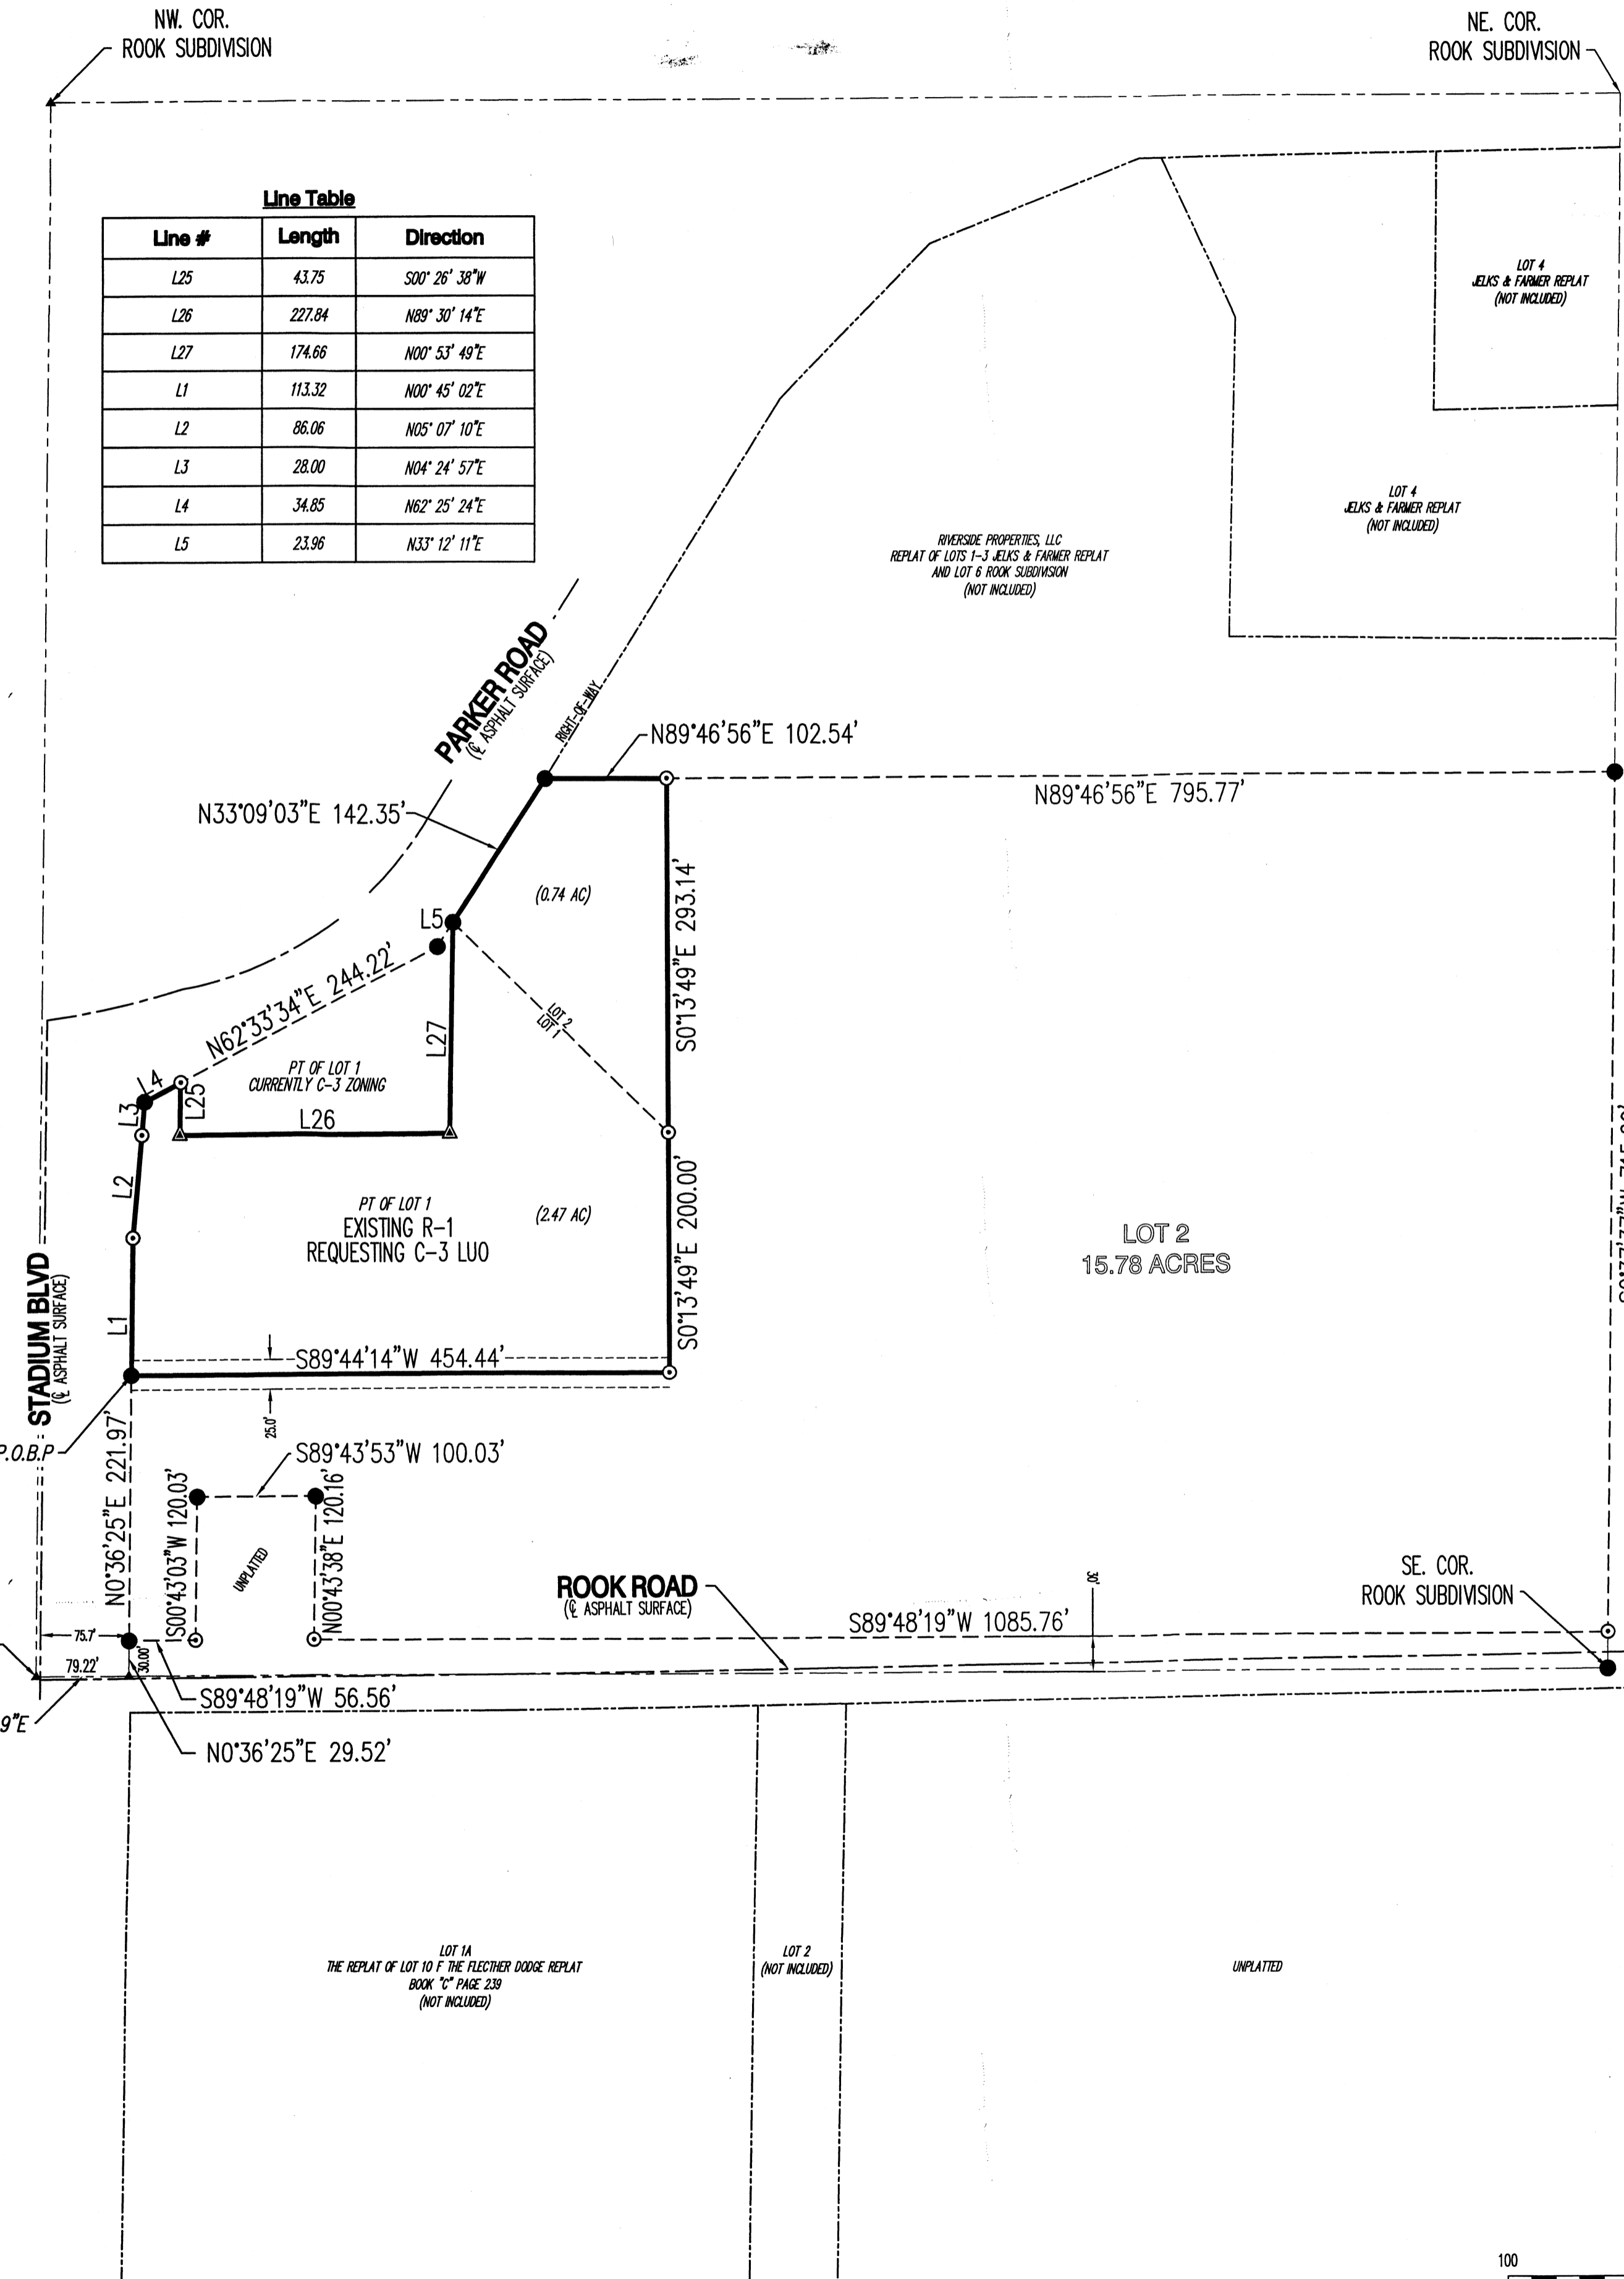 NW. COR.
ROOK SUBDIVISION
NE. COR.
ROOK SUBDIVISION
Line Table
Line # Length Direction
L25 43.75 S00° 26' 38"W
L26 227.84 N89° 30' 14"E
L27 174.66 N00° 53' 49"E
L1 113.32 N00° 45' 02"E
L2 86.06 N05° 07' 10"E
L3 28.00 N04° 24' 57"E
L4 34.85 N62° 25' 24"E
L5 23.96 N33° 12' 11"E
LOT 4
JELKS & FARMER REPLAT
(NOT INCLUDED)
LOT 4
JELKS & FARMER REPLAT
(NOT INCLUDED)
RIVERSIDE PROPERTIES, LLC
REPLAT OF LOTS 1-3 JELKS & FARMER REPLAT
AND LOT 6 ROOK SUBDIVISION
(NOT INCLUDED)
PARKER ROAD
(℄ ASPHALT SURFACE)
RIGHT-OF-WAY
N89°46'56"E 102.54'
N89°46'56"E 795.77'
N33°09'03"E 142.35'
(0.74 AC)
S0°13'49"E 293.14'
L5
N62°33'34"E 244.22'
LOT 2
LOT 1
L27
PT OF LOT 1
CURRENTLY C-3 ZONING
L4
L3
L25
L26
L2
PT OF LOT 1
EXISTING R-1
REQUESTING C-3 LUO
(2.47 AC)
S0°13'49"E 200.00'
LOT 2
15.78 ACRES
STADIUM BLVD
(℄ ASPHALT SURFACE)
L1
S89°44'14"W 454.44'
25.0'
P.O.B.P
N0°36'25"E 221.97'
S89°43'53"W 100.03'
S00°43'03"W 120.03'
UNPLATTED
N00°43'38"E 120.16'
ROOK ROAD
(℄ ASPHALT SURFACE)
30'
S89°48'19"W 1085.76'
SE. COR.
ROOK SUBDIVISION
75.7'
79.22'
30.00'
S89°48'19"W 56.56'
9"E
N0°36'25"E 29.52'
LOT 1A
THE REPLAT OF LOT 10 F THE FLECTHER DODGE REPLAT
BOOK "C" PAGE 239
(NOT INCLUDED)
LOT 2
(NOT INCLUDED)
UNPLATTED
100